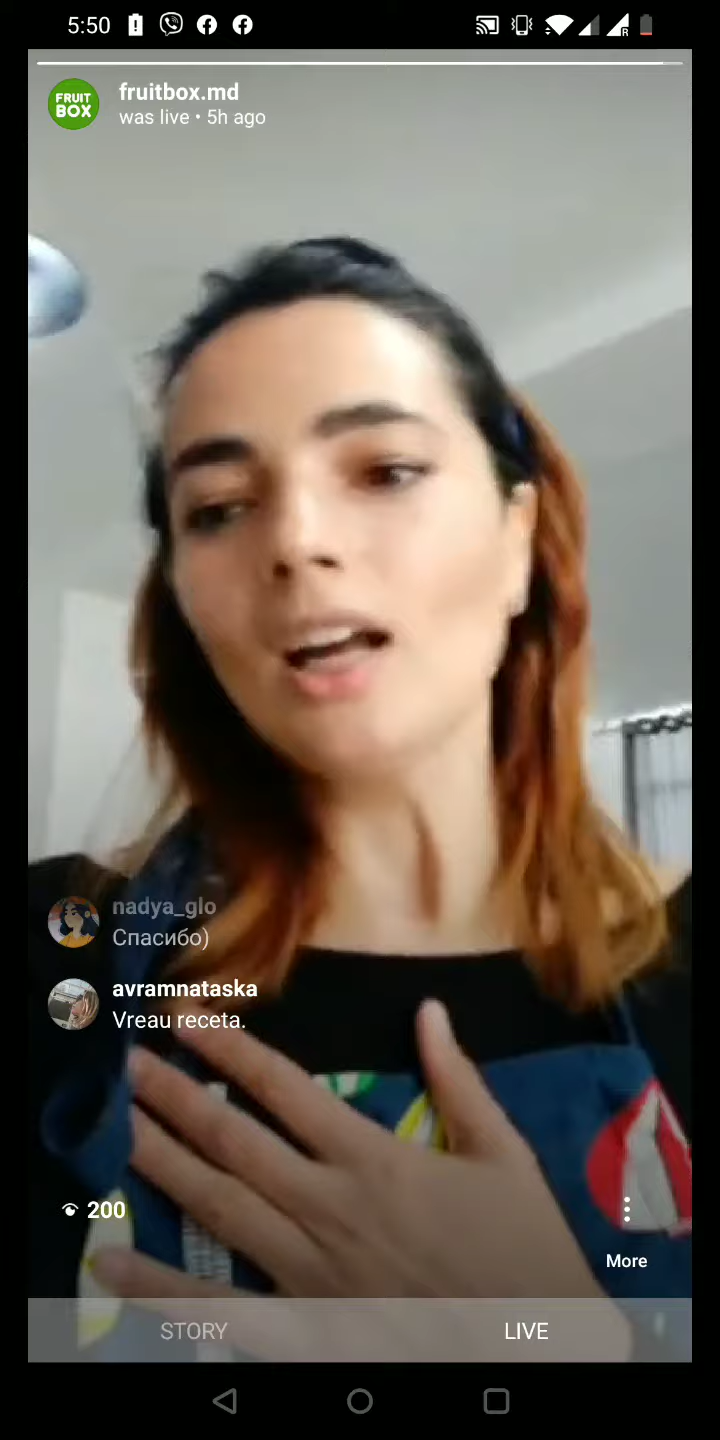 5:50
R
FRUIT
BOX
fruitbox.md
was live • 5h ago
nadya_glo
Спасибо)
avramnataska
Vreau receta.
200
More
STORY
LIVE